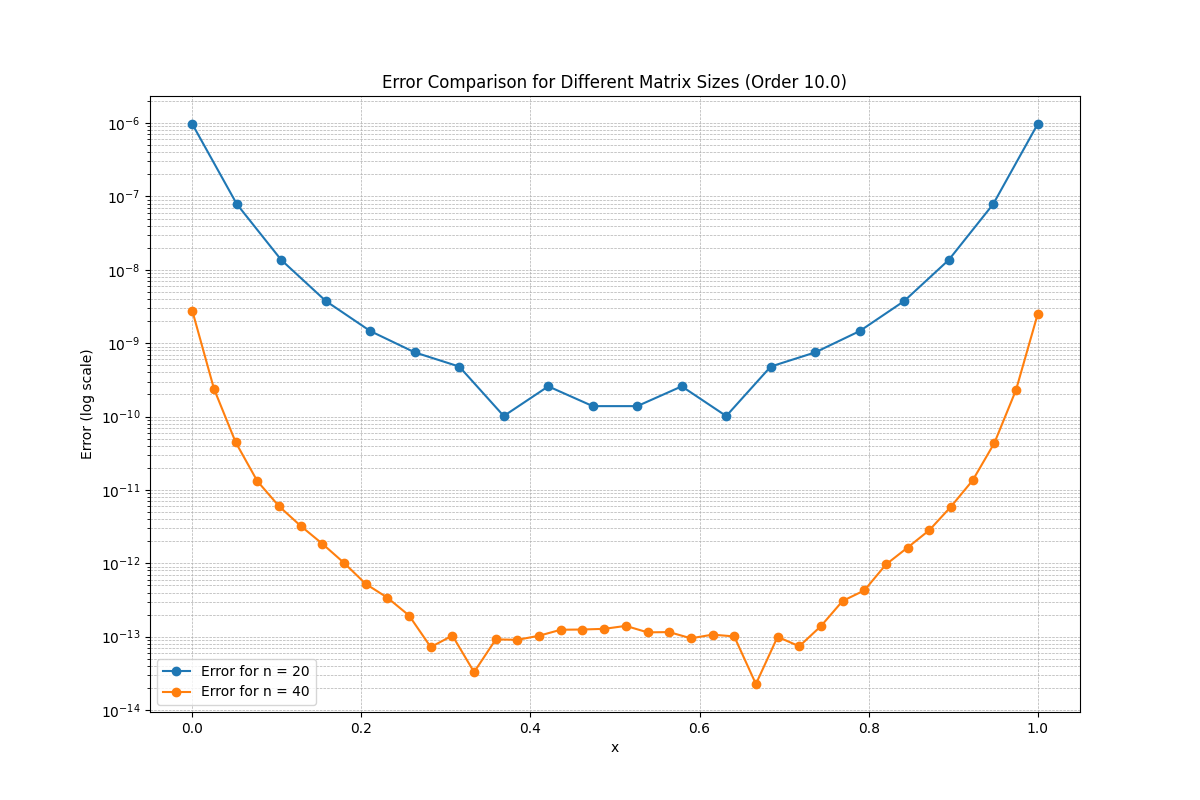 Error Comparison for Different Matrix Sizes (Order 10.0)
Error (log scale)
10⁻⁶
10⁻⁷
10⁻⁸
10⁻⁹
10⁻¹⁰
10⁻¹¹
10⁻¹²
10⁻¹³
10⁻¹⁴
Error for n = 20
Error for n = 40
0.0 0.2 0.4 0.6 0.8 1.0
x